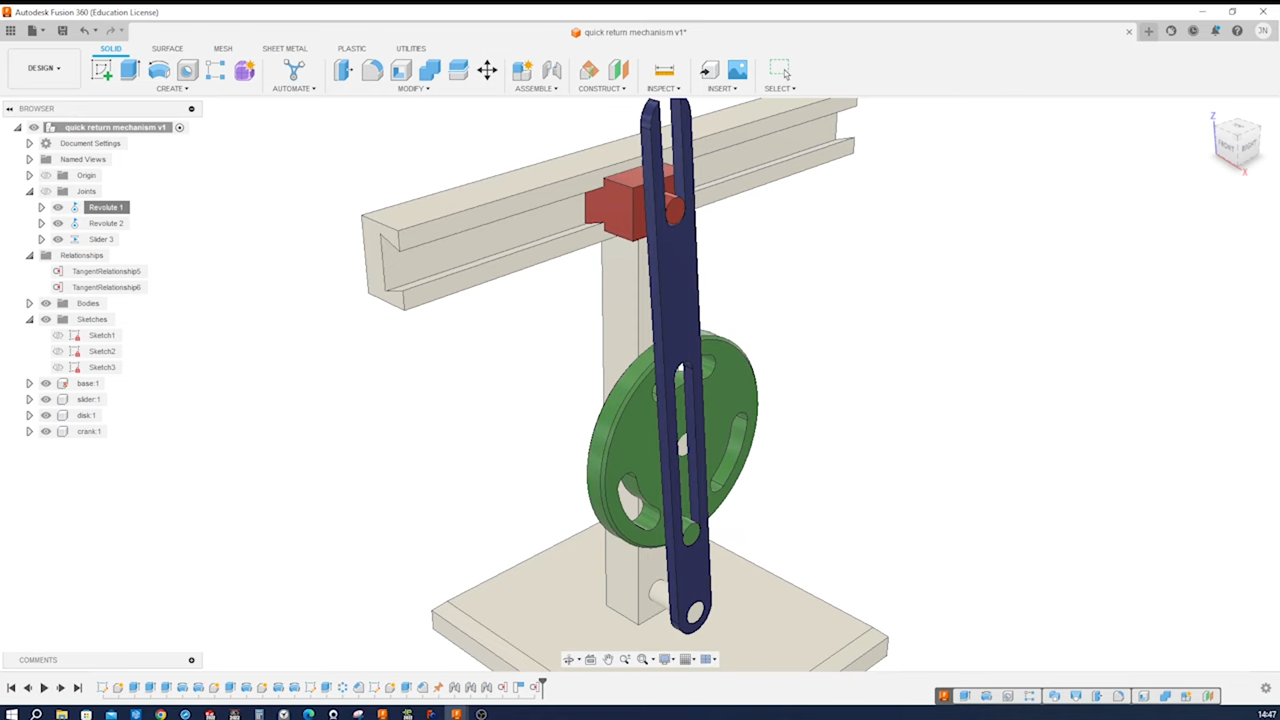 Autodesk Fusion 360 (Education License)
quick return mechanism v1*
JN
DESIGN
SOLID SURFACE MESH SHEET METAL PLASTIC UTILITIES
CREATE AUTOMATE MODIFY ASSEMBLE CONSTRUCT INSPECT INSERT SELECT
BROWSER
quick return mechanism v1
Document Settings
Named Views
Origin
Joints
Revolute 1
Revolute 2
Slider 3
Relationships
TangentRelationship5
TangentRelationship6
Bodies
Sketches
Sketch1
Sketch2
Sketch3
base:1
slider:1
disk:1
crank:1
Z
FRONT RIGHT
X
COMMENTS
14:47